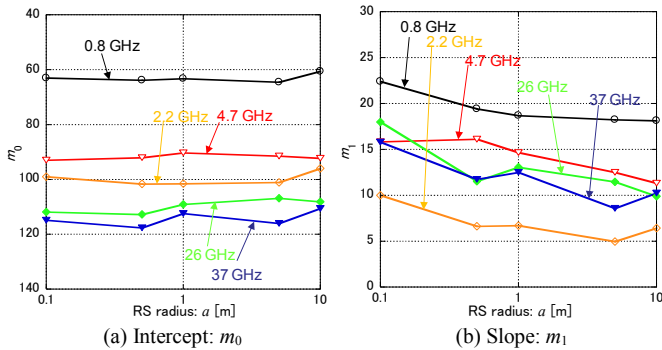 40
60
80
100
120
140
m0
0.8 GHz
2.2 GHz
4.7 GHz
26 GHz
37 GHz
0.1
1
10
RS radius: a [m]
(a) Intercept: m0
30
25
20
15
10
5
0
m1
0.8 GHz
2.2 GHz
4.7 GHz
26 GHz
37 GHz
0.1
1
10
RS radius: a [m]
(b) Slope: m1